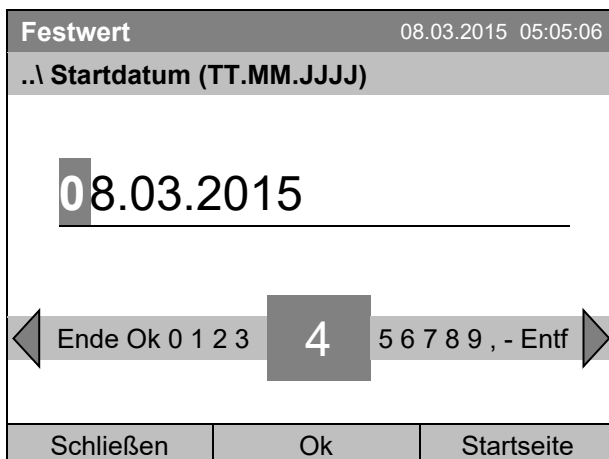 Festwert 08.03.2015 05:05:06
..\ Startdatum (TT.MM.JJJJ)
08.03.2015
Ende Ok 0 1 2 3 4 5 6 7 8 9 , - Entf
Schließen Ok Startseite